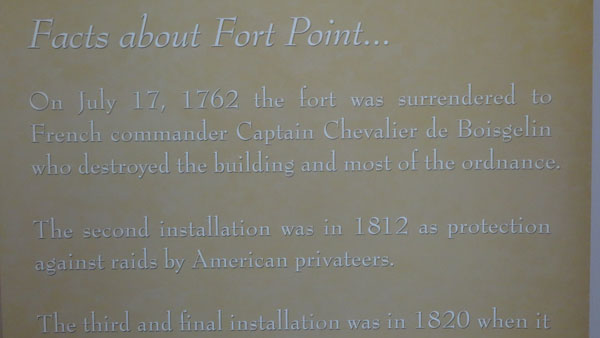 Facts about Fort Point...
On July 17, 1762 the fort was surrendered to
French commander Captain Chevalier de Boisgelin
who destroyed the building and most of the ordnance.
The second installation was in 1812 as protection
against raids by American privateers.
The third and final installation was in 1820 when it